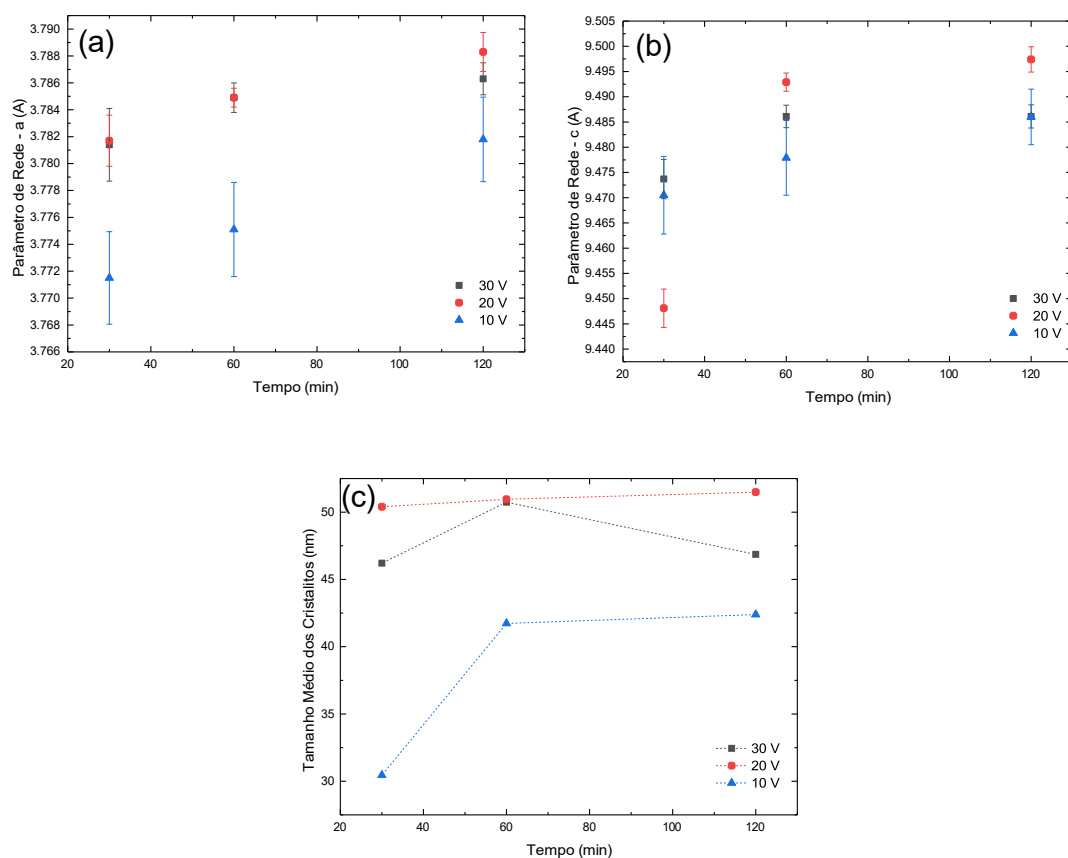 (a)
Parâmetro de Rede - a (A)
3.790
3.788
3.786
3.784
3.782
3.780
3.778
3.776
3.774
3.772
3.770
3.768
3.766
30 V
20 V
10 V
20 40 60 80 100 120
Tempo (min)
(b)
Parâmetro de Rede - c (A)
9.505
9.500
9.495
9.490
9.485
9.480
9.475
9.470
9.465
9.460
9.455
9.450
9.445
9.440
30 V
20 V
10 V
20 40 60 80 100 120
Tempo (min)
(c)
Tamanho Médio dos Cristalitos (nm)
50
45
40
35
30
30 V
20 V
10 V
20 40 60 80 100 120
Tempo (min)